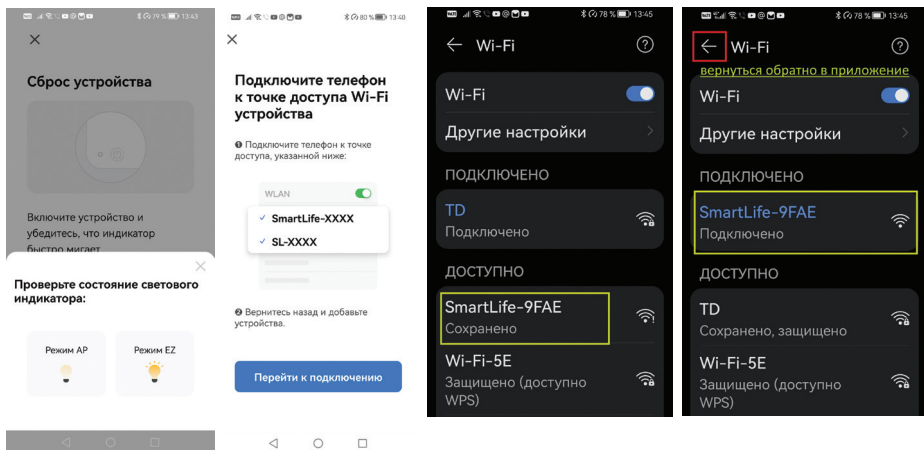 79 % 13:43
Сброс устройства
Включите устройство и
убедитесь, что индикатор
быстро мигает
Проверьте состояние светового
индикатора:
Режим AP
Режим EZ
80 % 13:40
Подключите телефон
к точке доступа Wi-Fi
устройства
❶ Подключите телефон к точке
доступа, указанной ниже:
WLAN
SmartLife-XXXX
SL-XXXX
❷ Вернитесь назад и добавьте
устройства.
Перейти к подключению
78 % 13:45
Wi-Fi
Wi-Fi
Другие настройки
ПОДКЛЮЧЕНО
TD
Подключено
ДОСТУПНО
SmartLife-9FAE
Сохранено
Wi-Fi-5E
Защищено (доступно
WPS)
78 % 13:45
Wi-Fi
вернуться обратно в приложение
Wi-Fi
Другие настройки
ПОДКЛЮЧЕНО
SmartLife-9FAE
Подключено
ДОСТУПНО
TD
Сохранено, защищено
Wi-Fi-5E
Защищено (доступно
WPS)